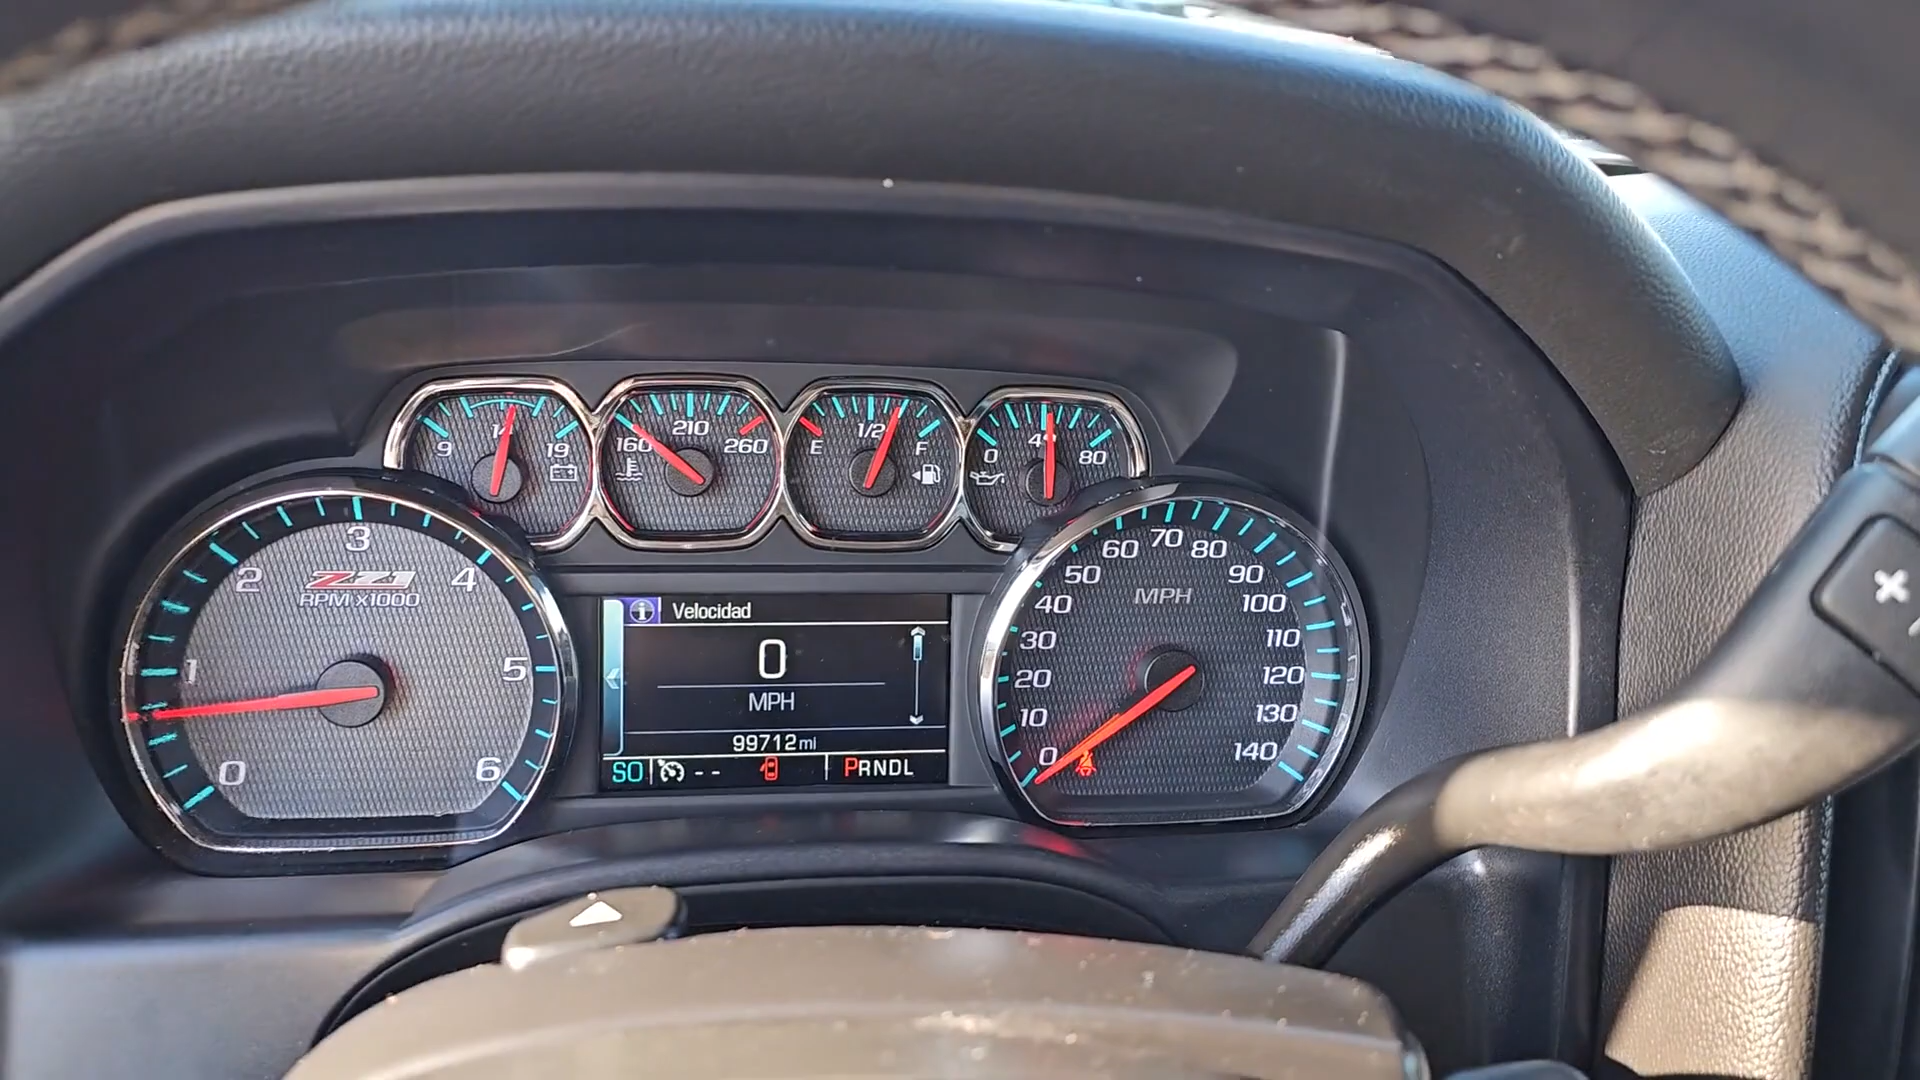 9 14 19
160 210 260
E 1/2 F
0 80
0 1 2 3 4 5 6
Z71
RPM X1000
Velocidad
0
MPH
99712 mi
SO -- PRNDL
0 10 20 30 40 50 60 70 80 90 100 110 120 130 140
MPH